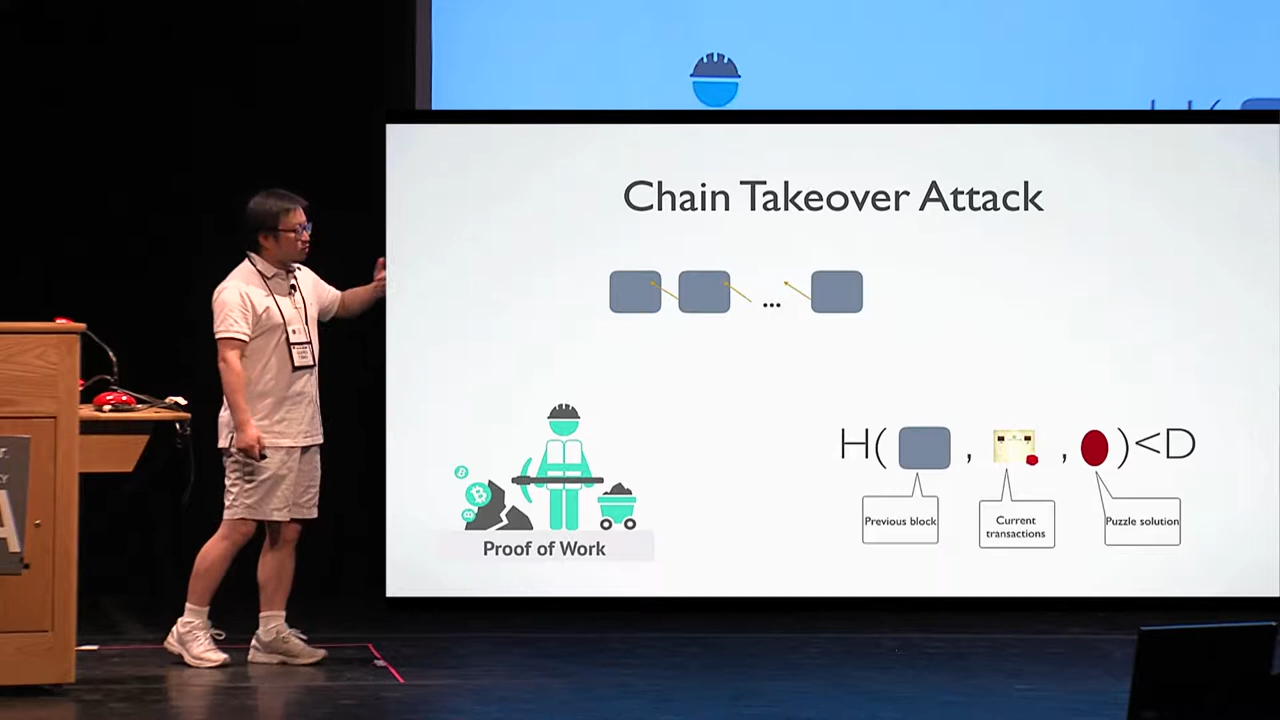 Chain Takeover Attack
...
H( , , )<D
Previous block
Current
transactions
Puzzle solution
Proof of Work